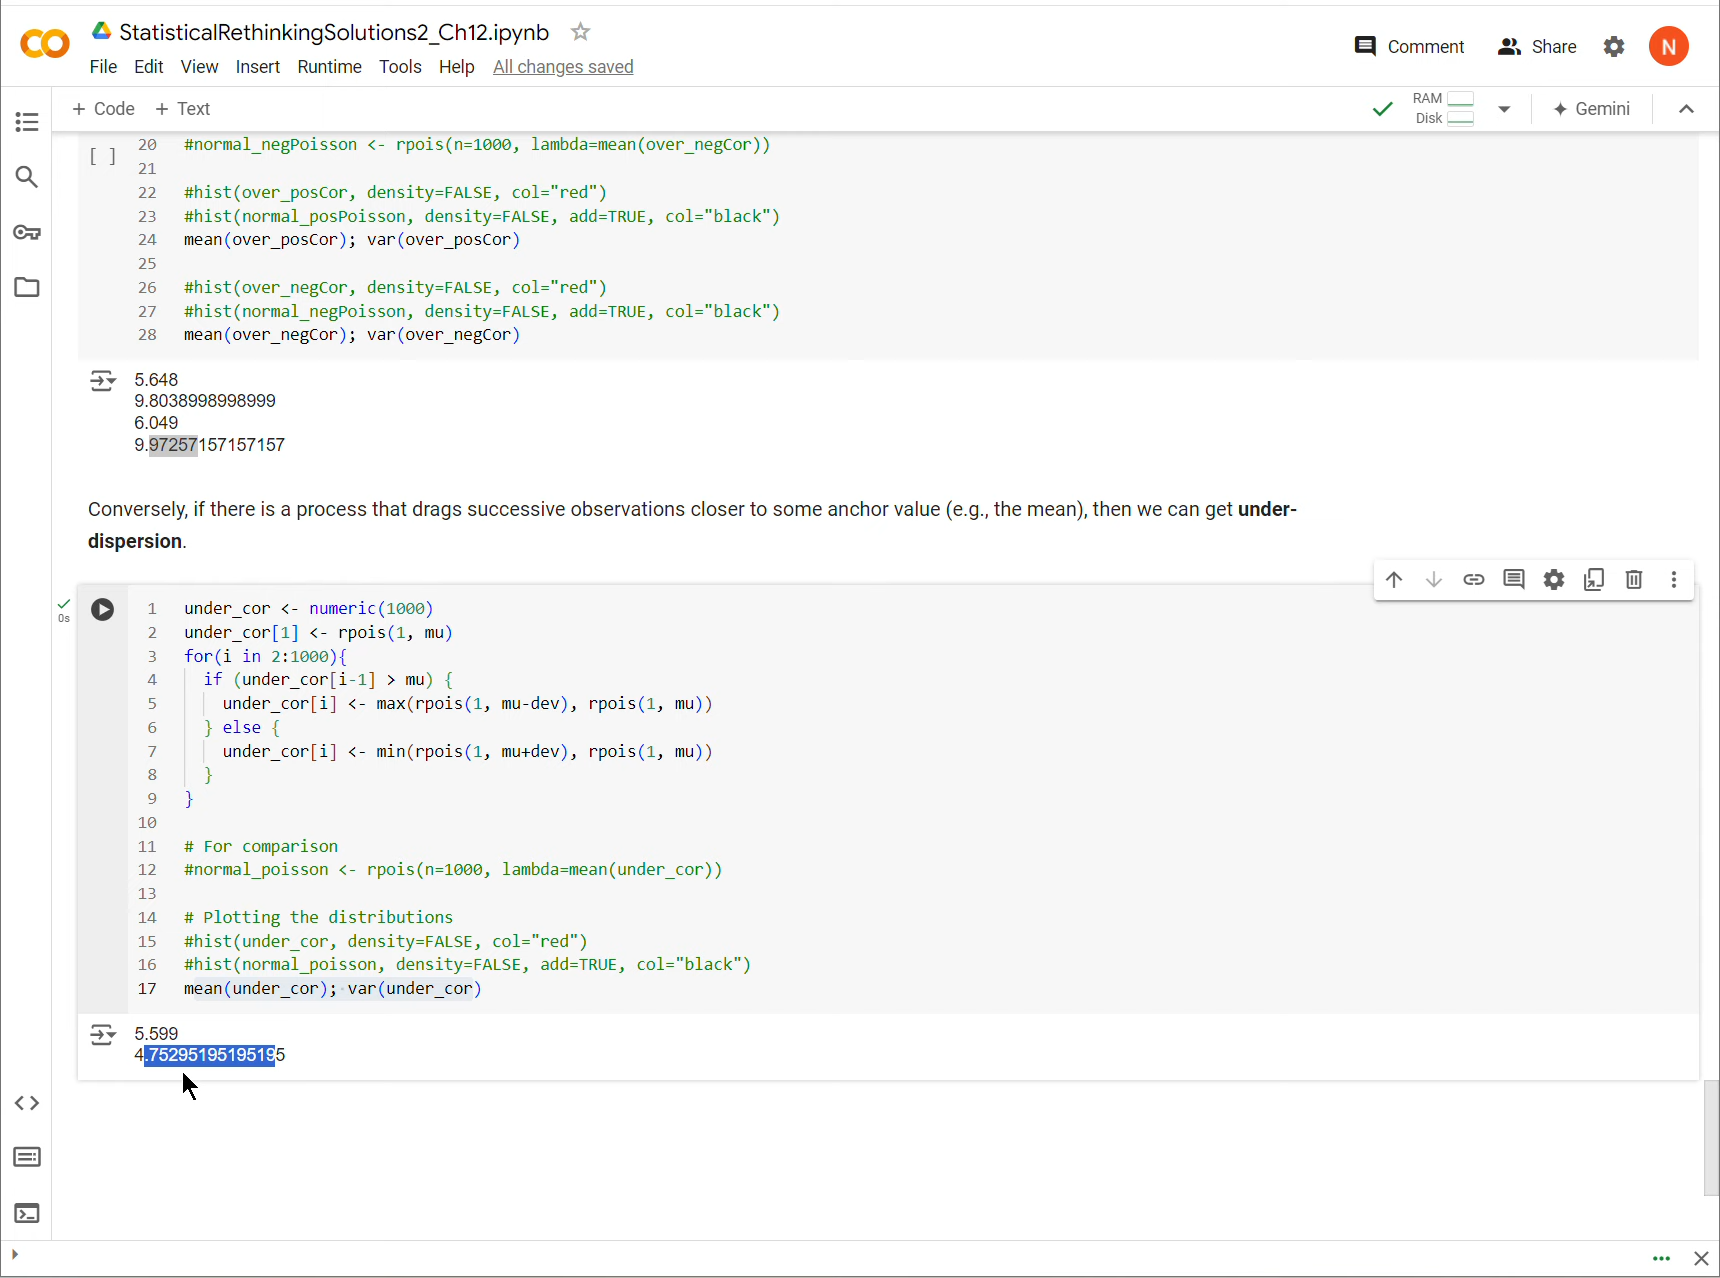 StatisticalRethinkingSolutions2_Ch12.ipynb
File Edit View Insert Runtime Tools Help All changes saved
Comment Share N
+ Code + Text
RAM
Disk
Gemini
[ ]
20 #normal_negPoisson <- rpois(n=1000, lambda=mean(over_negCor))
21
22 #hist(over_posCor, density=FALSE, col="red")
23 #hist(normal_posPoisson, density=FALSE, add=TRUE, col="black")
24 mean(over_posCor); var(over_posCor)
25
26 #hist(over_negCor, density=FALSE, col="red")
27 #hist(normal_negPoisson, density=FALSE, add=TRUE, col="black")
28 mean(over_negCor); var(over_negCor)
5.648
9.8038998998999
6.049
9.97257157157157
Conversely, if there is a process that drags successive observations closer to some anchor value (e.g., the mean), then we can get under-
dispersion.
0s
1 under_cor <- numeric(1000)
2 under_cor[1] <- rpois(1, mu)
3 for(i in 2:1000){
4 if (under_cor[i-1] > mu) {
5 under_cor[i] <- max(rpois(1, mu-dev), rpois(1, mu))
6 } else {
7 under_cor[i] <- min(rpois(1, mu+dev), rpois(1, mu))
8 }
9 }
10
11 # For comparison
12 #normal_poisson <- rpois(n=1000, lambda=mean(under_cor))
13
14 # Plotting the distributions
15 #hist(under_cor, density=FALSE, col="red")
16 #hist(normal_poisson, density=FALSE, add=TRUE, col="black")
17 mean(under_cor); var(under_cor)
5.599
4.75295195195195